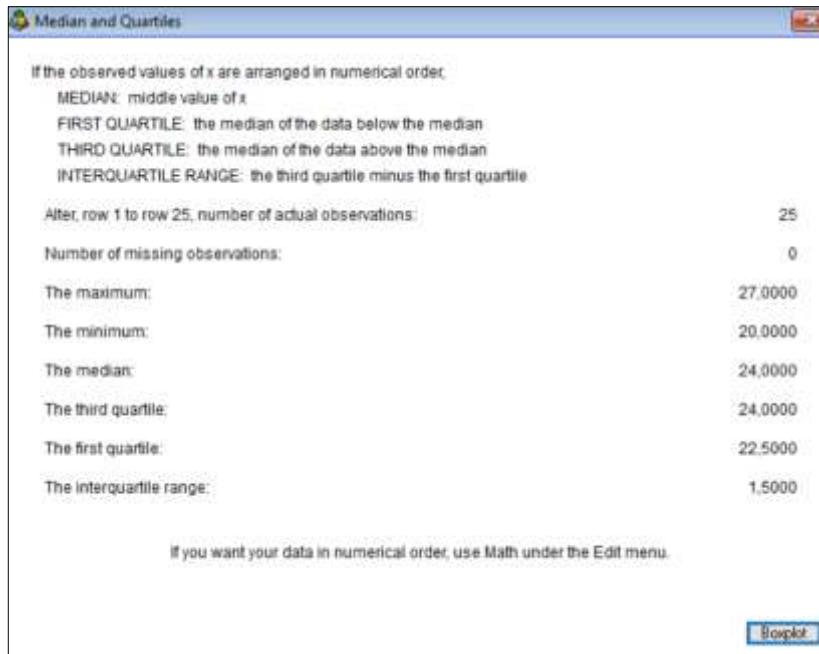 Median and Quartiles
If the observed values of x are arranged in numerical order,
MEDIAN: middle value of x
FIRST QUARTILE: the median of the data below the median
THIRD QUARTILE: the median of the data above the median
INTERQUARTILE RANGE: the third quartile minus the first quartile
Alter, row 1 to row 25, number of actual observations: 25
Number of missing observations: 0
The maximum: 27,0000
The minimum: 20,0000
The median: 24,0000
The third quartile: 24,0000
The first quartile: 22,5000
The interquartile range: 1,5000
If you want your data in numerical order, use Math under the Edit menu.
Boxplot